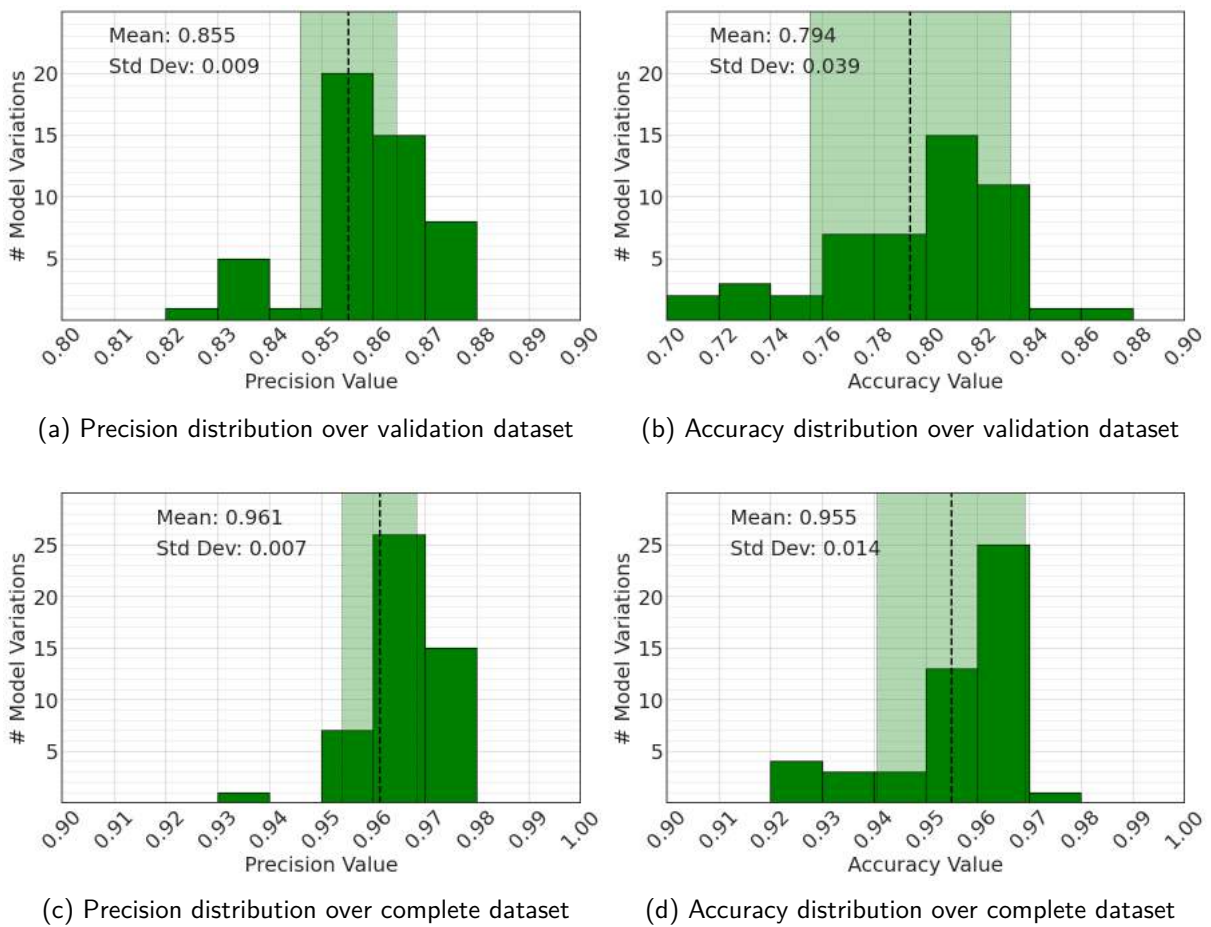 Mean: 0.855
Std Dev: 0.009
# Model Variations
20
15
10
5
0.80 0.81 0.82 0.83 0.84 0.85 0.86 0.87 0.88 0.89 0.90
Precision Value
(a) Precision distribution over validation dataset
Mean: 0.794
Std Dev: 0.039
# Model Variations
20
15
10
5
0.70 0.72 0.74 0.76 0.78 0.80 0.82 0.84 0.86 0.88 0.90
Accuracy Value
(b) Accuracy distribution over validation dataset
Mean: 0.961
Std Dev: 0.007
# Model Variations
25
20
15
10
5
0.90 0.91 0.92 0.93 0.94 0.95 0.96 0.97 0.98 0.99 1.00
Precision Value
(c) Precision distribution over complete dataset
Mean: 0.955
Std Dev: 0.014
# Model Variations
25
20
15
10
5
0.90 0.91 0.92 0.93 0.94 0.95 0.96 0.97 0.98 0.99 1.00
Accuracy Value
(d) Accuracy distribution over complete dataset